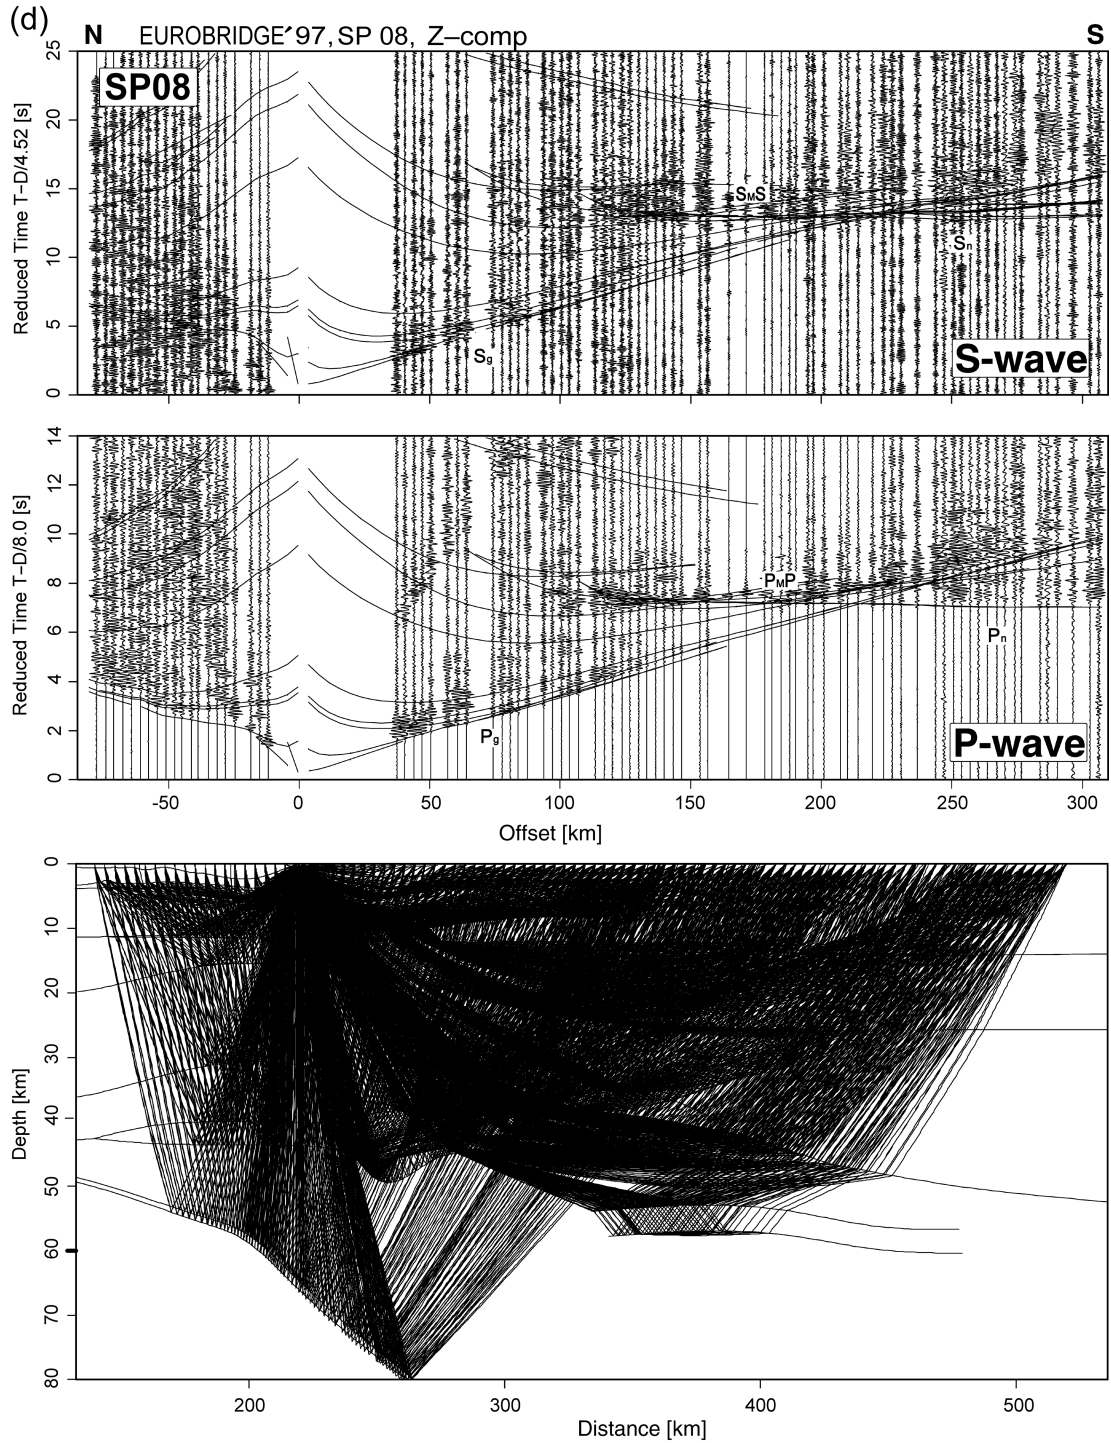 (d)
N EUROBRIDGE´97, SP 08, Z–comp S
SP08
Reduced Time T-D/4.52 [s]
25
20
15
10
5
0
SMS
Sn
Sg
S-wave
Reduced Time T-D/8.0 [s]
14
12
10
8
6
4
2
0
PMP
Pn
Pg
P-wave
-50 0 50 100 150 200 250 300
Offset [km]
Depth [km]
0
10
20
30
40
50
60
70
80
200 300 400 500
Distance [km]